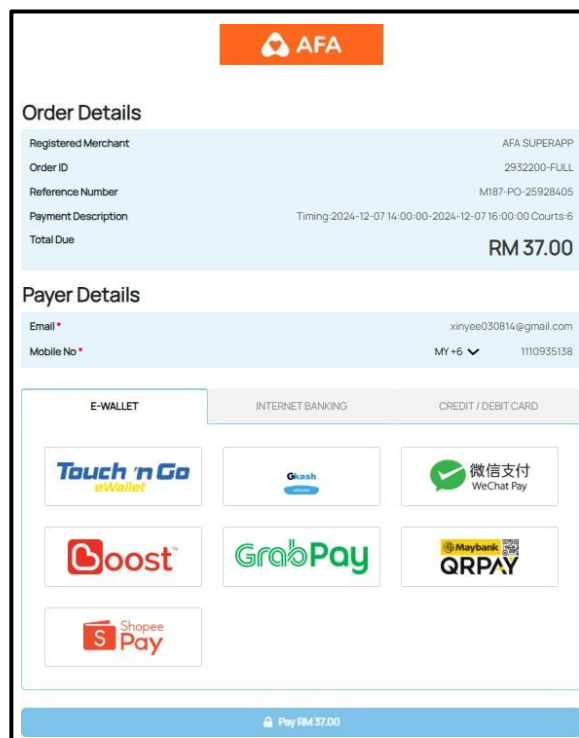 AFA
Order Details
Registered Merchant AFA SUPERAPP
Order ID 2932200-FULL
Reference Number M187-PO-25928405
Payment Description Timing:2024-12-07 14:00:00-2024-12-07 16:00:00 Courts:6
Total Due RM 37.00
Payer Details
Email * xinyee030814@gmail.com
Mobile No * MY +6 1110935138
E-WALLET INTERNET BANKING CREDIT / DEBIT CARD
Touch 'n Go
eWallet
Gkash
微信支付
WeChat Pay
Boost™
GrabPay
Maybank
QRPAY
Shopee
Pay
Pay RM 37.00